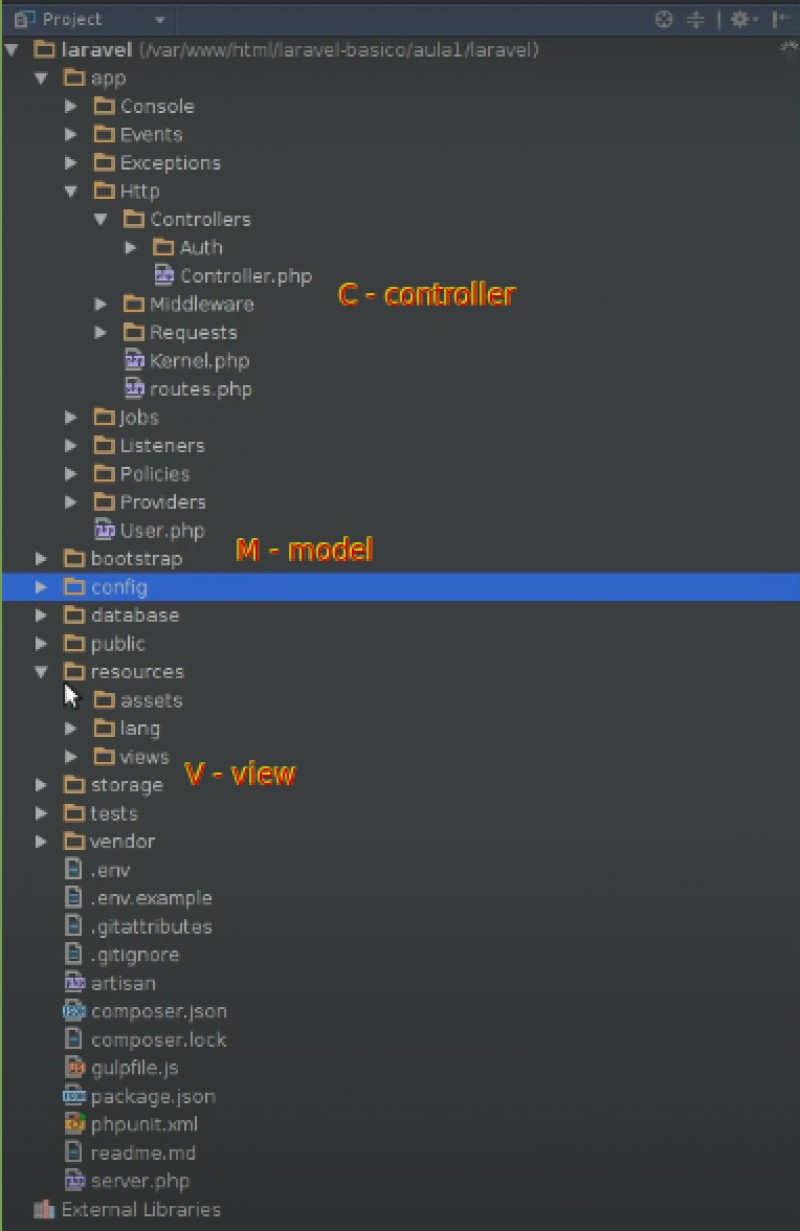 Project
laravel (/var/www/html/laravel-basico/aula1/laravel)
app
Console
Events
Exceptions
Http
Controllers
Auth
Controller.php
C - controller
Middleware
Requests
Kernel.php
routes.php
Jobs
Listeners
Policies
Providers
User.php
M - model
bootstrap
config
database
public
resources
assets
lang
views
V - view
storage
tests
vendor
.env
.env.example
.gitattributes
.gitignore
artisan
composer.json
composer.lock
gulpfile.js
package.json
phpunit.xml
readme.md
server.php
External Libraries